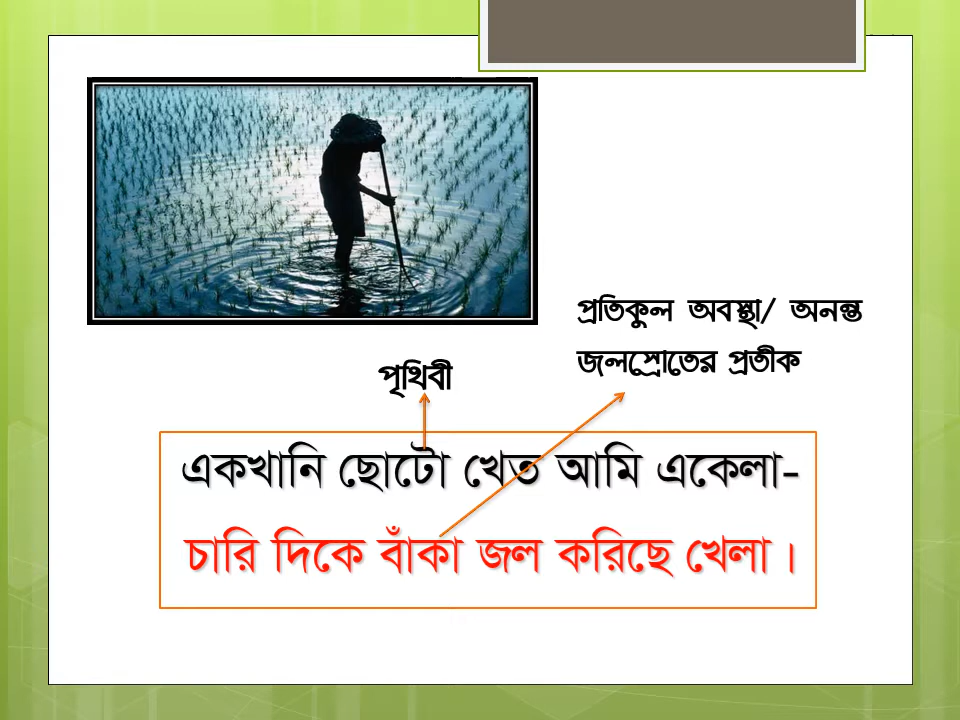 প্রতিকুল অবস্থা/ অনন্ত
জলস্রোতের প্রতীক
পৃথিবী
একখানি ছোটো খেত আমি একেলা-
চারি দিকে বাঁকা জল করিছে খেলা।